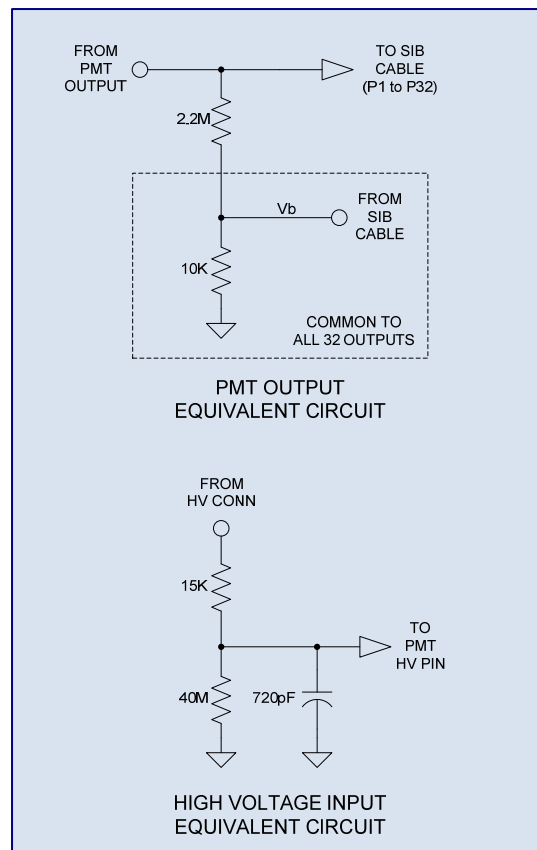 FROM
PMT
OUTPUT
TO SIB
CABLE
(P1 to P32)
2.2M
Vb
FROM
SIB
CABLE
10K
COMMON TO
ALL 32 OUTPUTS
PMT OUTPUT
EQUIVALENT CIRCUIT
FROM
HV CONN
15K
TO
PMT
HV PIN
40M
720pF
HIGH VOLTAGE INPUT
EQUIVALENT CIRCUIT